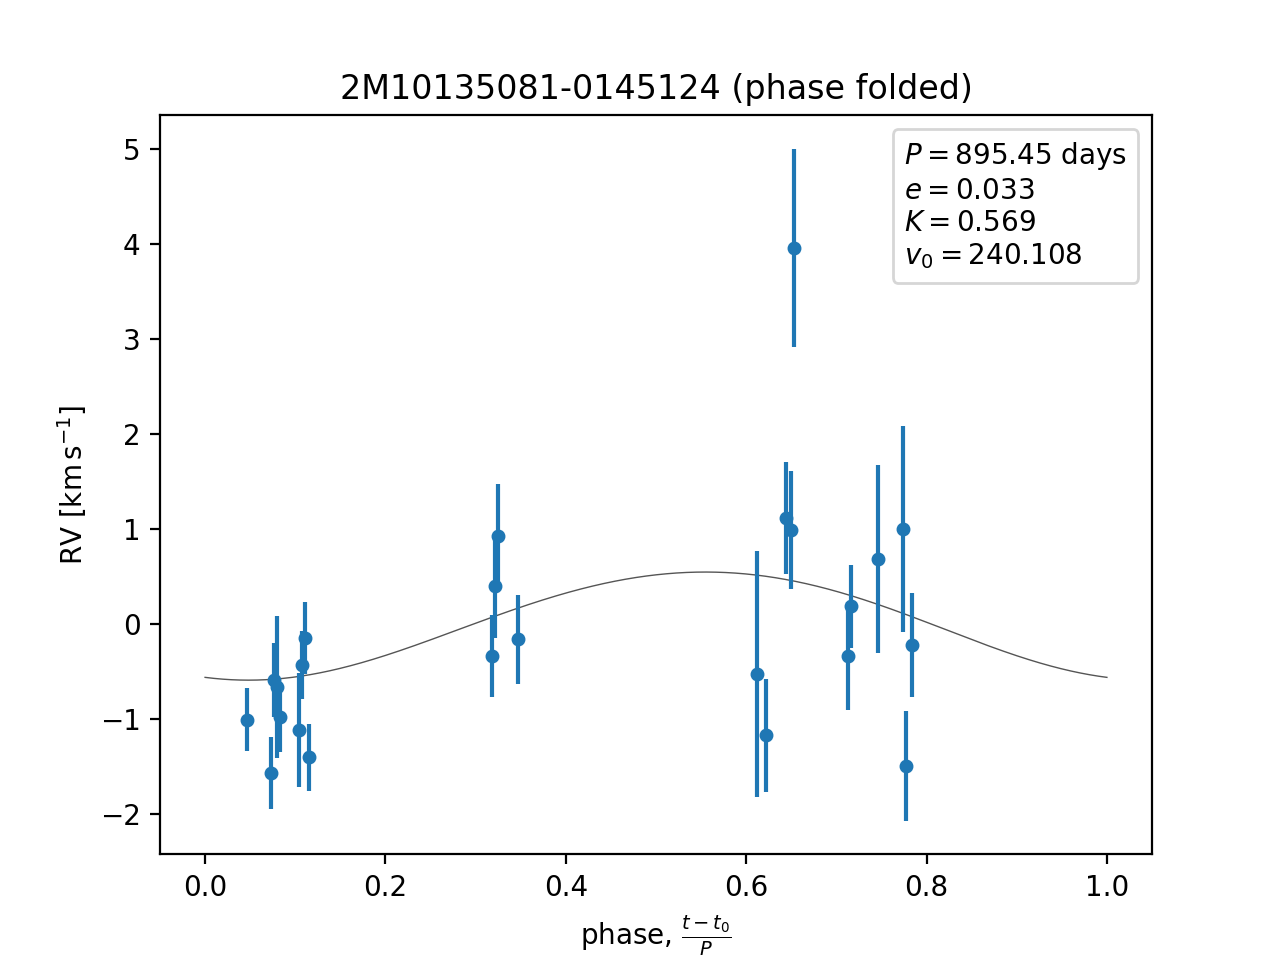 2M10135081-0145124 (phase folded)
P = 895.45 days
e = 0.033
K = 0.569
v₀ = 240.108
5
4
3
2
1
0
−1
−2
RV [km s⁻¹]
0.0 0.2 0.4 0.6 0.8 1.0
phase, (t − t₀)/P